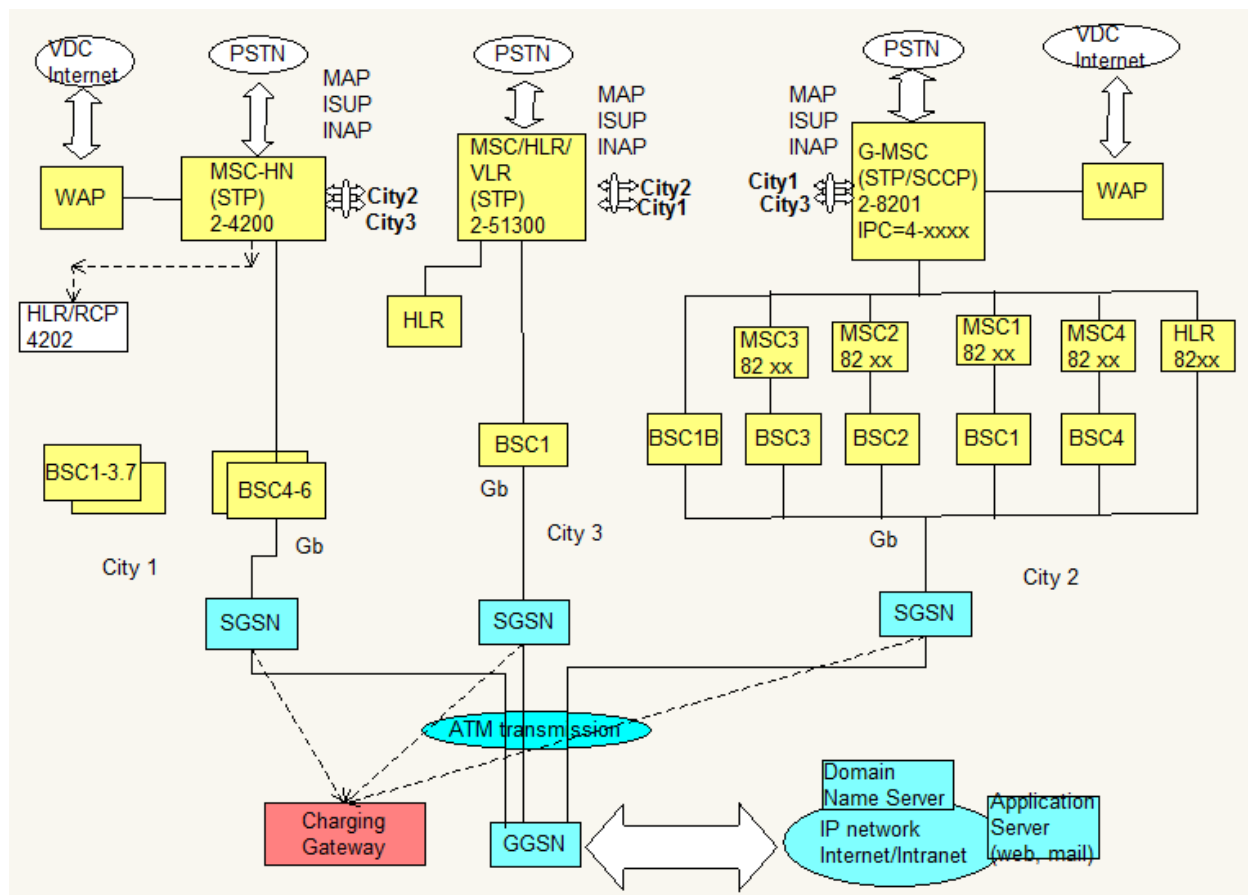 VDC
Internet
PSTN
PSTN
PSTN
VDC
Internet
MAP
ISUP
INAP
MAP
ISUP
INAP
MAP
ISUP
INAP
WAP
MSC-HN
(STP)
2-4200
City2
City3
MSC/HLR/
VLR
(STP)
2-51300
City2
City1
City1
City3
G-MSC
(STP/SCCP)
2-8201
IPC=4-xxxx
WAP
HLR/RCP
4202
HLR
MSC3
82 xx
MSC2
82 xx
MSC1
82 xx
MSC4
82 xx
HLR
82xx
BSC1-3.7
BSC4-6
BSC1
BSC1B
BSC3
BSC2
BSC1
BSC4
Gb
Gb
Gb
City 1
City 3
City 2
SGSN
SGSN
SGSN
ATM transmission
Charging
Gateway
GGSN
Domain
Name Server
IP network
Internet/Intranet
Application
Server
(web, mail)